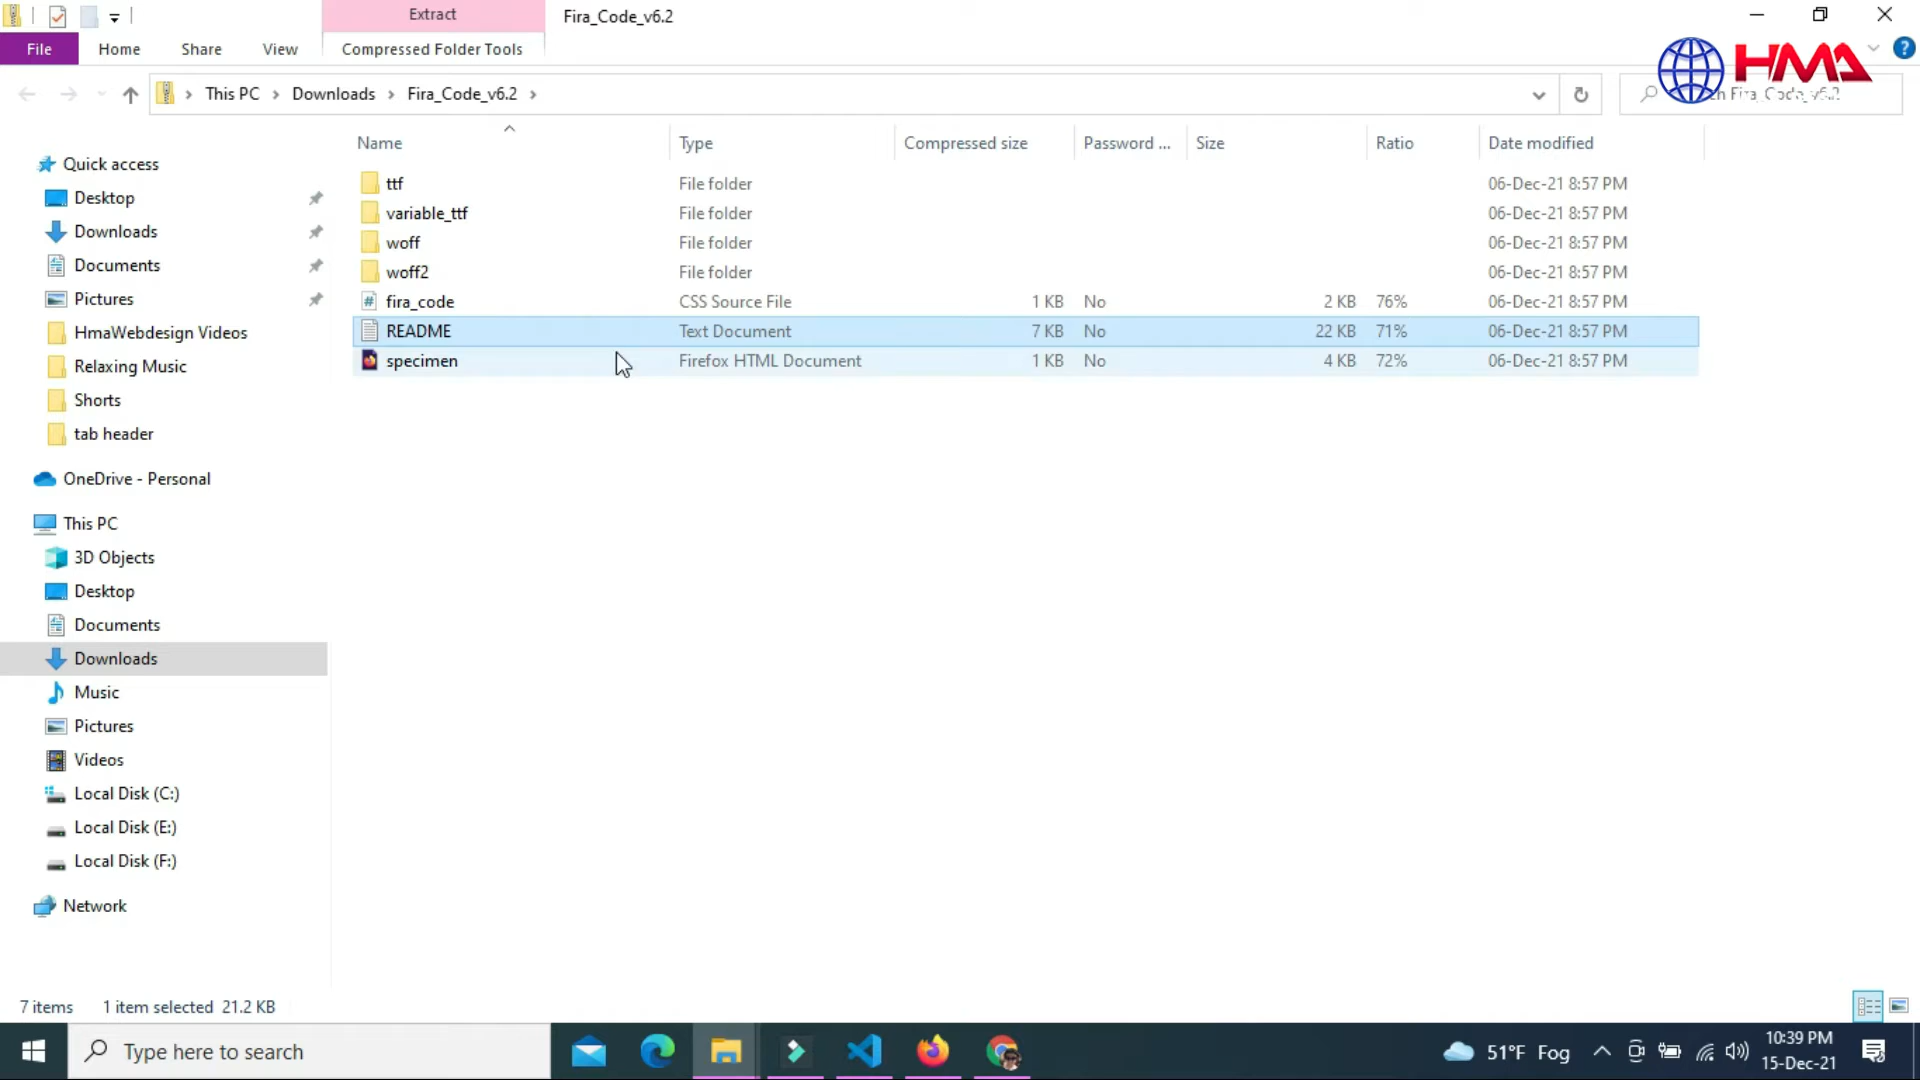 Extract
Fira_Code_v6.2
File
Home
Share
View
Compressed Folder Tools
HMA
This PC
Downloads
Fira_Code_v6.2
Fira_Code_v6.2
Name
Type
Compressed size
Password ...
Size
Ratio
Date modified
ttf File folder 06-Dec-21 8:57 PM
variable_ttf File folder 06-Dec-21 8:57 PM
woff File folder 06-Dec-21 8:57 PM
woff2 File folder 06-Dec-21 8:57 PM
fira_code CSS Source File 1 KB No 2 KB 76% 06-Dec-21 8:57 PM
README Text Document 7 KB No 22 KB 71% 06-Dec-21 8:57 PM
specimen Firefox HTML Document 1 KB No 4 KB 72% 06-Dec-21 8:57 PM
Quick access
Desktop
Downloads
Documents
Pictures
HmaWebdesign Videos
Relaxing Music
Shorts
tab header
OneDrive - Personal
This PC
3D Objects
Desktop
Documents
Downloads
Music
Pictures
Videos
Local Disk (C:)
Local Disk (E:)
Local Disk (F:)
Network
7 items 1 item selected 21.2 KB
Type here to search
51°F Fog
10:39 PM
15-Dec-21